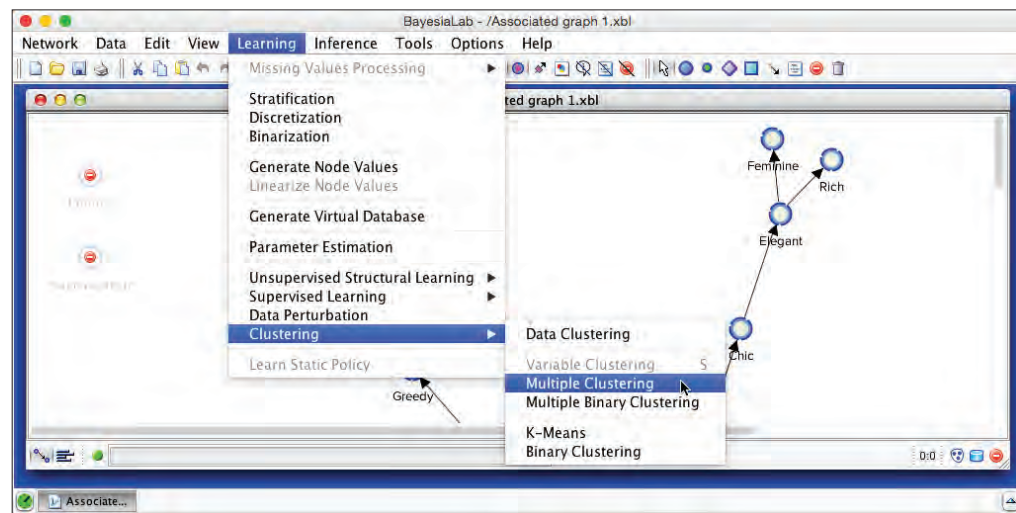 BayesiaLab - /Associated graph 1.xbl
Network Data Edit View Learning Inference Tools Options Help
ted graph 1.xbl
Missing Values Processing
Stratification
Discretization
Binarization
Generate Node Values
Linearize Node Values
Generate Virtual Database
Parameter Estimation
Unsupervised Structural Learning
Supervised Learning
Data Perturbation
Clustering
Learn Static Policy
Data Clustering
Variable Clustering S
Multiple Clustering
Multiple Binary Clustering
K-Means
Binary Clustering
Feminine
Rich
Elegant
Chic
Greedy
0:0
Associate...